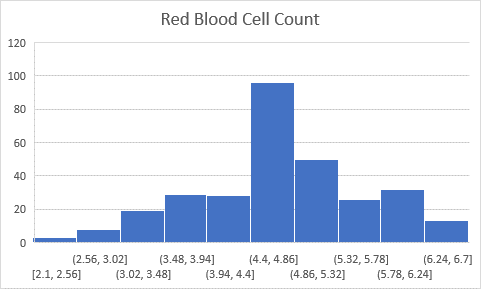 Red Blood Cell Count
120
100
80
60
40
20
0
(2.56, 3.02] (3.48, 3.94] (4.4, 4.86] (5.32, 5.78] (6.24, 6.7]
[2.1, 2.56] (3.02, 3.48] (3.94, 4.4] (4.86, 5.32] (5.78, 6.24]